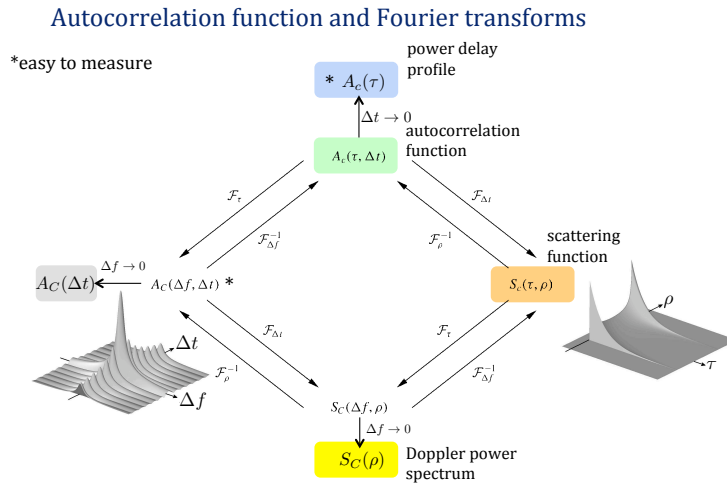 Autocorrelation function and Fourier transforms
*easy to measure
power delay
profile
* A_c(τ)
Δt → 0
autocorrelation
function
A_c(τ, Δt)
F_τ
F_Δt
F_Δf^{-1}
F_ρ^{-1}
scattering
function
Δf → 0
A_C(Δt)
A_C(Δf, Δt) *
S_c(τ, ρ)
ρ
τ
Δt
Δf
F_Δt
F_τ
F_ρ^{-1}
F_Δf^{-1}
S_C(Δf, ρ)
Δf → 0
S_C(ρ)
Doppler power
spectrum